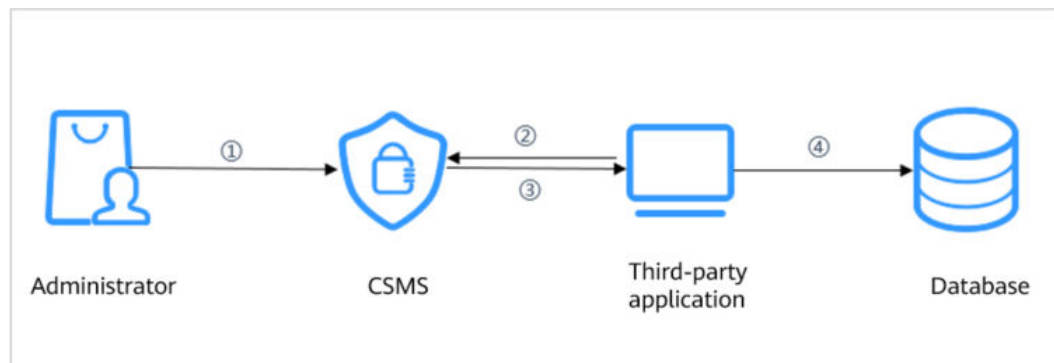 ①
②
③
④
Administrator
CSMS
Third-party
application
Database